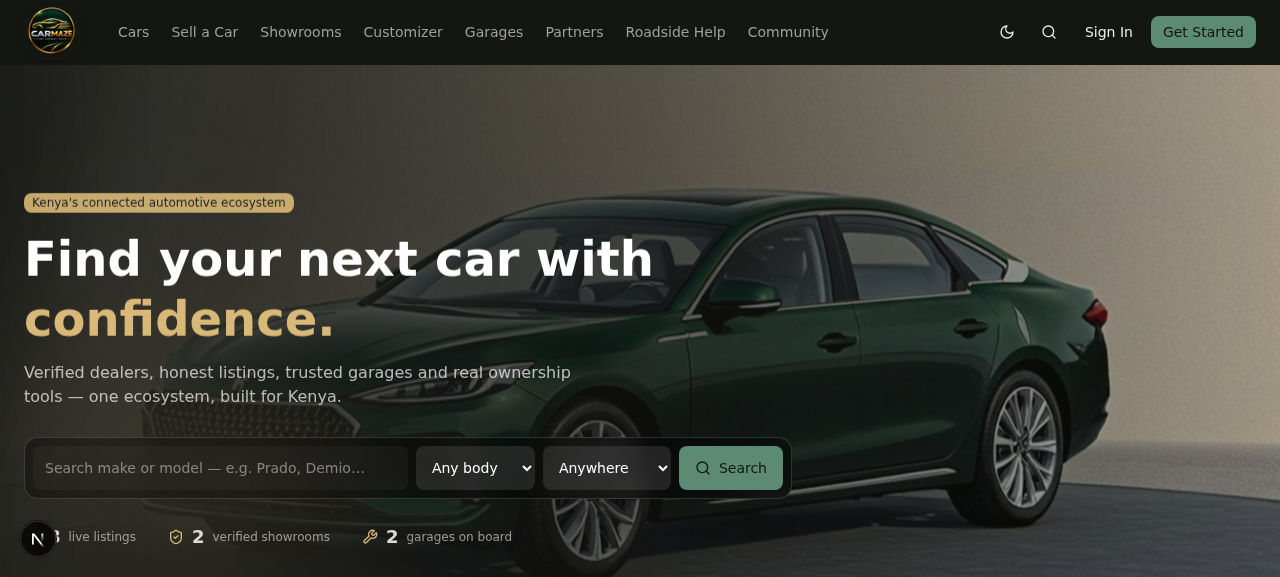 CARMAZE
Cars
Sell a Car
Showrooms
Customizer
Garages
Partners
Roadside Help
Community
Sign In
Get Started
Kenya's connected automotive ecosystem
Find your next car with
confidence.
Verified dealers, honest listings, trusted garages and real ownership
tools — one ecosystem, built for Kenya.
Search make or model — e.g. Prado, Demio...
Any body
Anywhere
Search
N
live listings
2 verified showrooms
2 garages on board